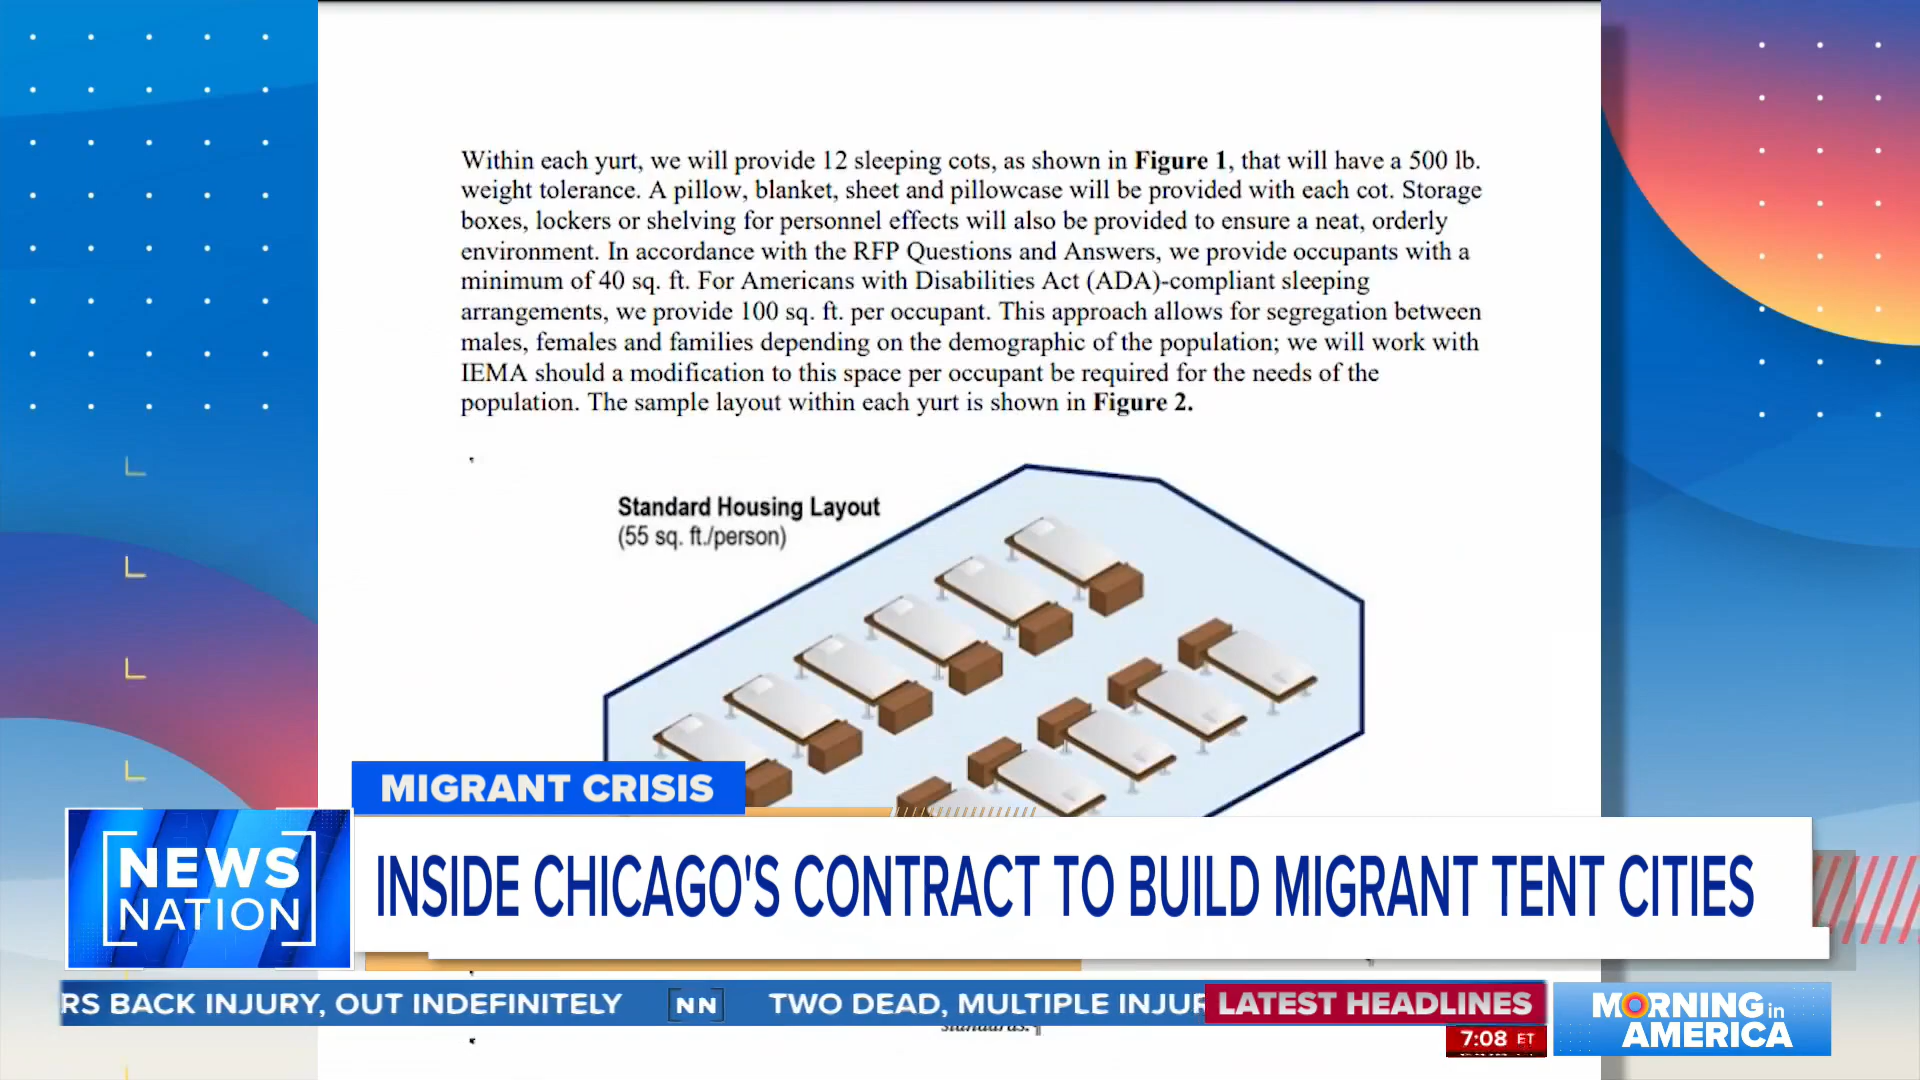 Within each yurt, we will provide 12 sleeping cots, as shown in Figure 1, that will have a 500 lb.
weight tolerance. A pillow, blanket, sheet and pillowcase will be provided with each cot. Storage
boxes, lockers or shelving for personnel effects will also be provided to ensure a neat, orderly
environment. In accordance with the RFP Questions and Answers, we provide occupants with a
minimum of 40 sq. ft. For Americans with Disabilities Act (ADA)-compliant sleeping
arrangements, we provide 100 sq. ft. per occupant. This approach allows for segregation between
males, females and families depending on the demographic of the population; we will work with
IEMA should a modification to this space per occupant be required for the needs of the
population. The sample layout within each yurt is shown in Figure 2.
Standard Housing Layout
(55 sq. ft./person)
MIGRANT CRISIS
NEWS
NATION
INSIDE CHICAGO'S CONTRACT TO BUILD MIGRANT TENT CITIES
RS BACK INJURY, OUT INDEFINITELY NN TWO DEAD, MULTIPLE INJUR
LATEST HEADLINES
standards.¶
7:08 ET
MORNING in
AMERICA